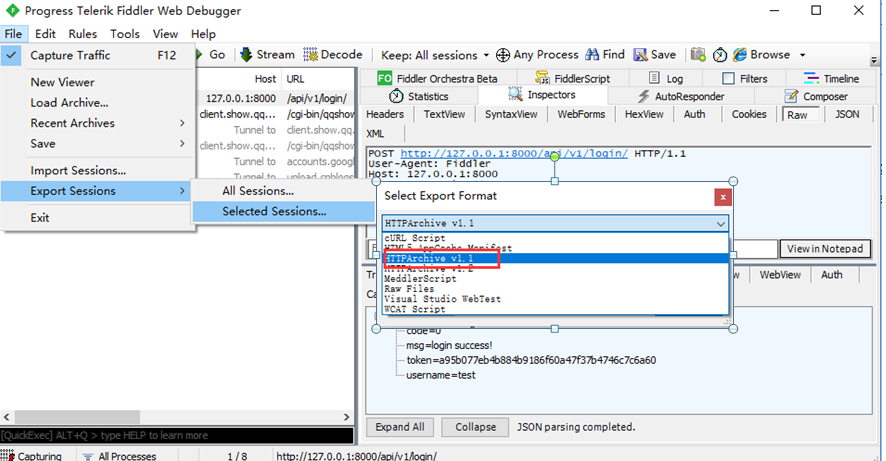 Progress Telerik Fiddler Web Debugger
File Edit Rules Tools View Help
Go Stream Decode Keep: All sessions Any Process Find Save Browse
Capture Traffic F12
New Viewer
Load Archive...
Recent Archives
Save
Import Sessions...
Export Sessions
Exit
All Sessions...
Selected Sessions...
Host URL
127.0.0.1:8000 /api/v1/login/
client.show.qq... /cgi-bin/qqshow
Tunnel to client.show.qq...
client.show.qq... /cgi-bin/qqshow
Tunnel to accounts.googl
Tunnel to
FO Fiddler Orchestra Beta FiddlerScript Log Filters Timeline
Statistics Inspectors AutoResponder Composer
Headers TextView SyntaxView WebForms HexView Auth Cookies Raw JSON
XML
POST http://127.0.0.1:8000/api/v1/login/ HTTP/1.1
User-Agent: Fiddler
Host: 127.0.0.1:8000
Select Export Format
x
HTTPArchive v1.1
cURL Script
HTML5 AppCache Manifest
HTTPArchive v1.1
HTTPArchive v1.2
MeddlerScript
Raw Files
Visual Studio WebTest
WCAT Script
View in Notepad
WebView Auth
code=0
msg=login success!
token=a95b077eb4b884b9186f60a47f37b4746c7c6a60
username=test
Expand All Collapse JSON parsing completed.
[QuickExec] ALT+Q > type HELP to learn more
Capturing All Processes 1 / 8 http://127.0.0.1:8000/api/v1/login/